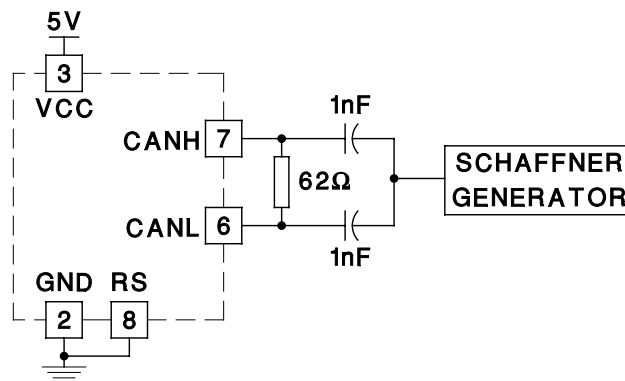 5V
3
VCC
1nF
CANH 7
SCHAFFNER
GENERATOR
62Ω
CANL 6
1nF
GND RS
2 8